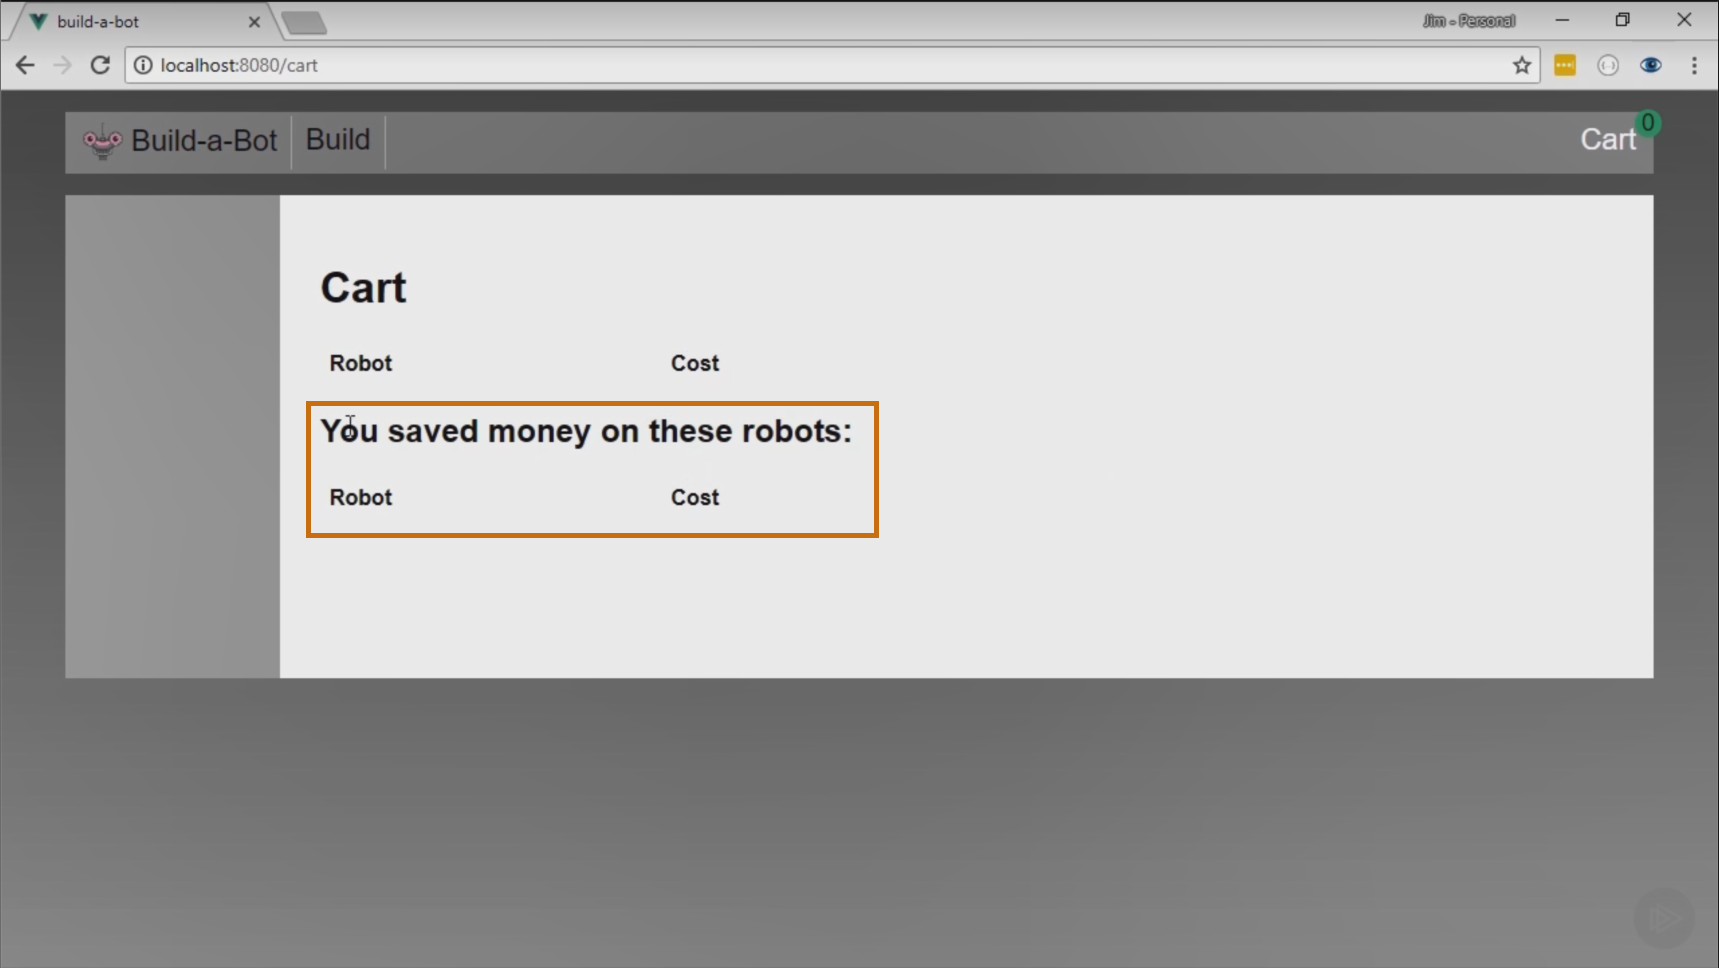 build-a-bot
Jim - Personal
localhost:8080/cart
Build-a-Bot Build Cart 0
Cart
Robot Cost
You saved money on these robots:
Robot Cost